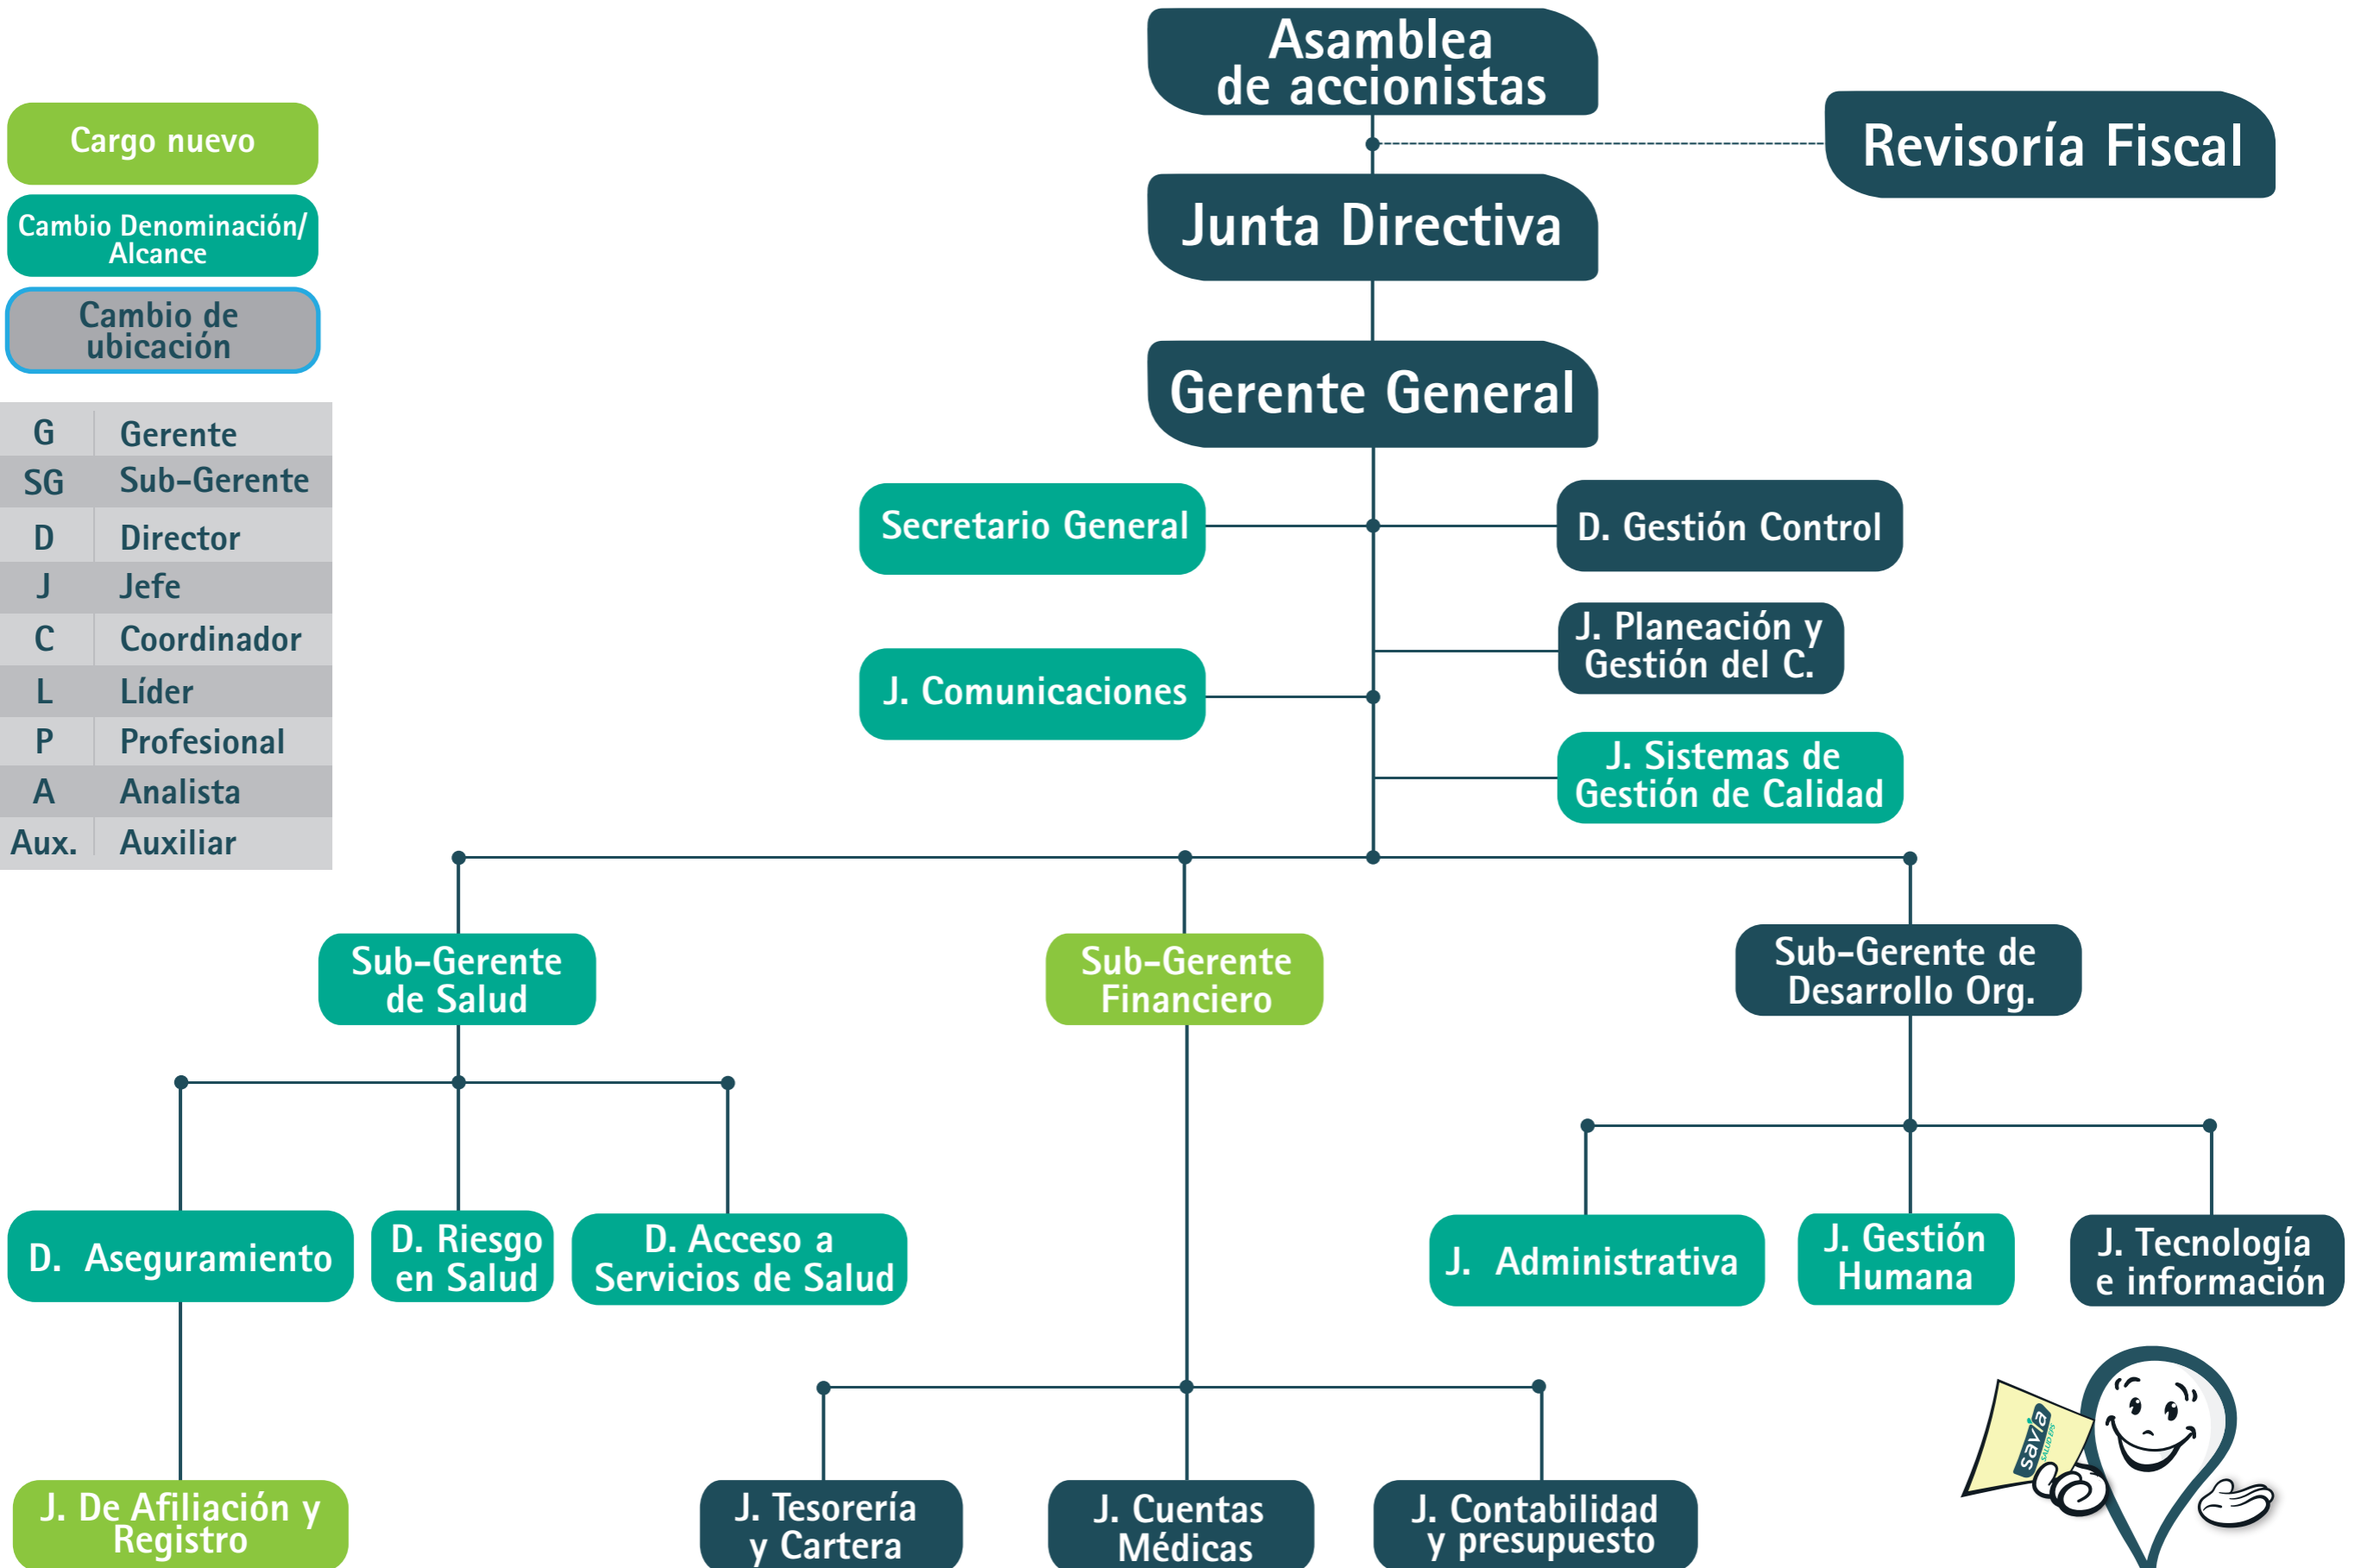 Asamblea
de accionistas
Revisoría Fiscal
Junta Directiva
Gerente General
Cargo nuevo
Cambio Denominación/
Alcance
Cambio de
ubicación
G Gerente
SG Sub-Gerente
D Director
J Jefe
C Coordinador
L Líder
P Profesional
A Analista
Aux. Auxiliar
Secretario General
D. Gestión Control
J. Planeación y
Gestión del C.
J. Comunicaciones
J. Sistemas de
Gestión de Calidad
Sub-Gerente
de Salud
Sub-Gerente
Financiero
Sub-Gerente de
Desarrollo Org.
D. Aseguramiento
D. Riesgo
en Salud
D. Acceso a
Servicios de Salud
J. Administrativa
J. Gestión
Humana
J. Tecnología
e información
J. De Afiliación y
Registro
J. Tesorería
y Cartera
J. Cuentas
Médicas
J. Contabilidad
y presupuesto
savia
SALUD EPS